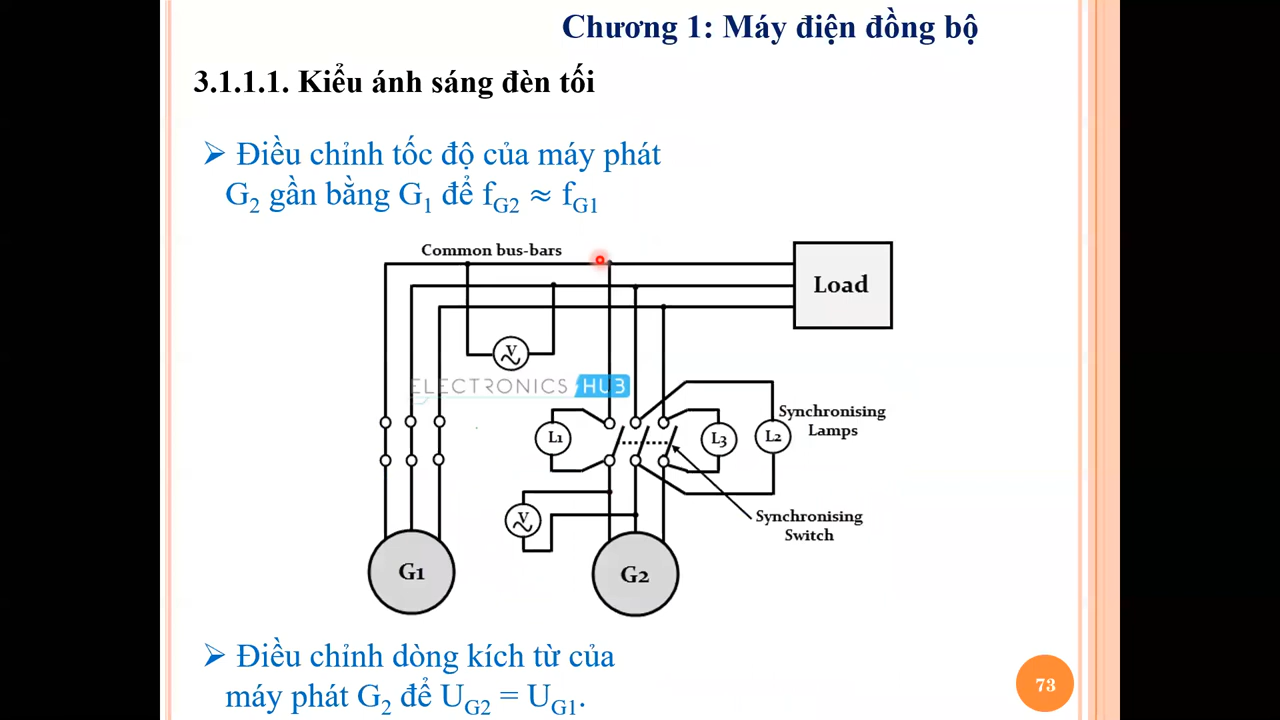 Chương 1: Máy điện đồng bộ
3.1.1.1. Kiểu ánh sáng đèn tối
➢ Điều chỉnh tốc độ của máy phát
G2 gần bằng G1 để fG2 ≈ fG1
Common bus-bars
Load
V
ELECTRONICS HUB
Synchronising
Lamps
L1
L3
L2
V
Synchronising
Switch
G1
G2
➢ Điều chỉnh dòng kích từ của
máy phát G2 để UG2 = UG1.
73